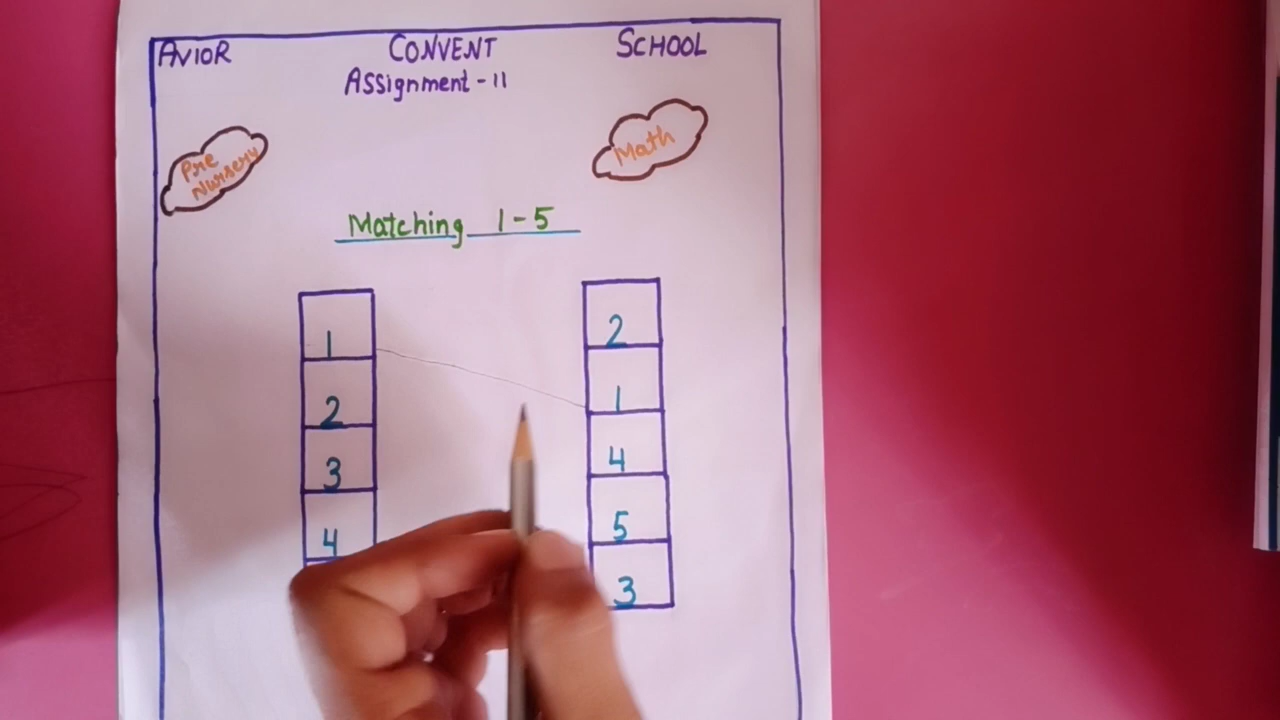 AVIOR CONVENT SCHOOL
Assignment - 11
Pre
Nursery
Math
Matching 1-5
1 2
2 1
3 4
4 5
3